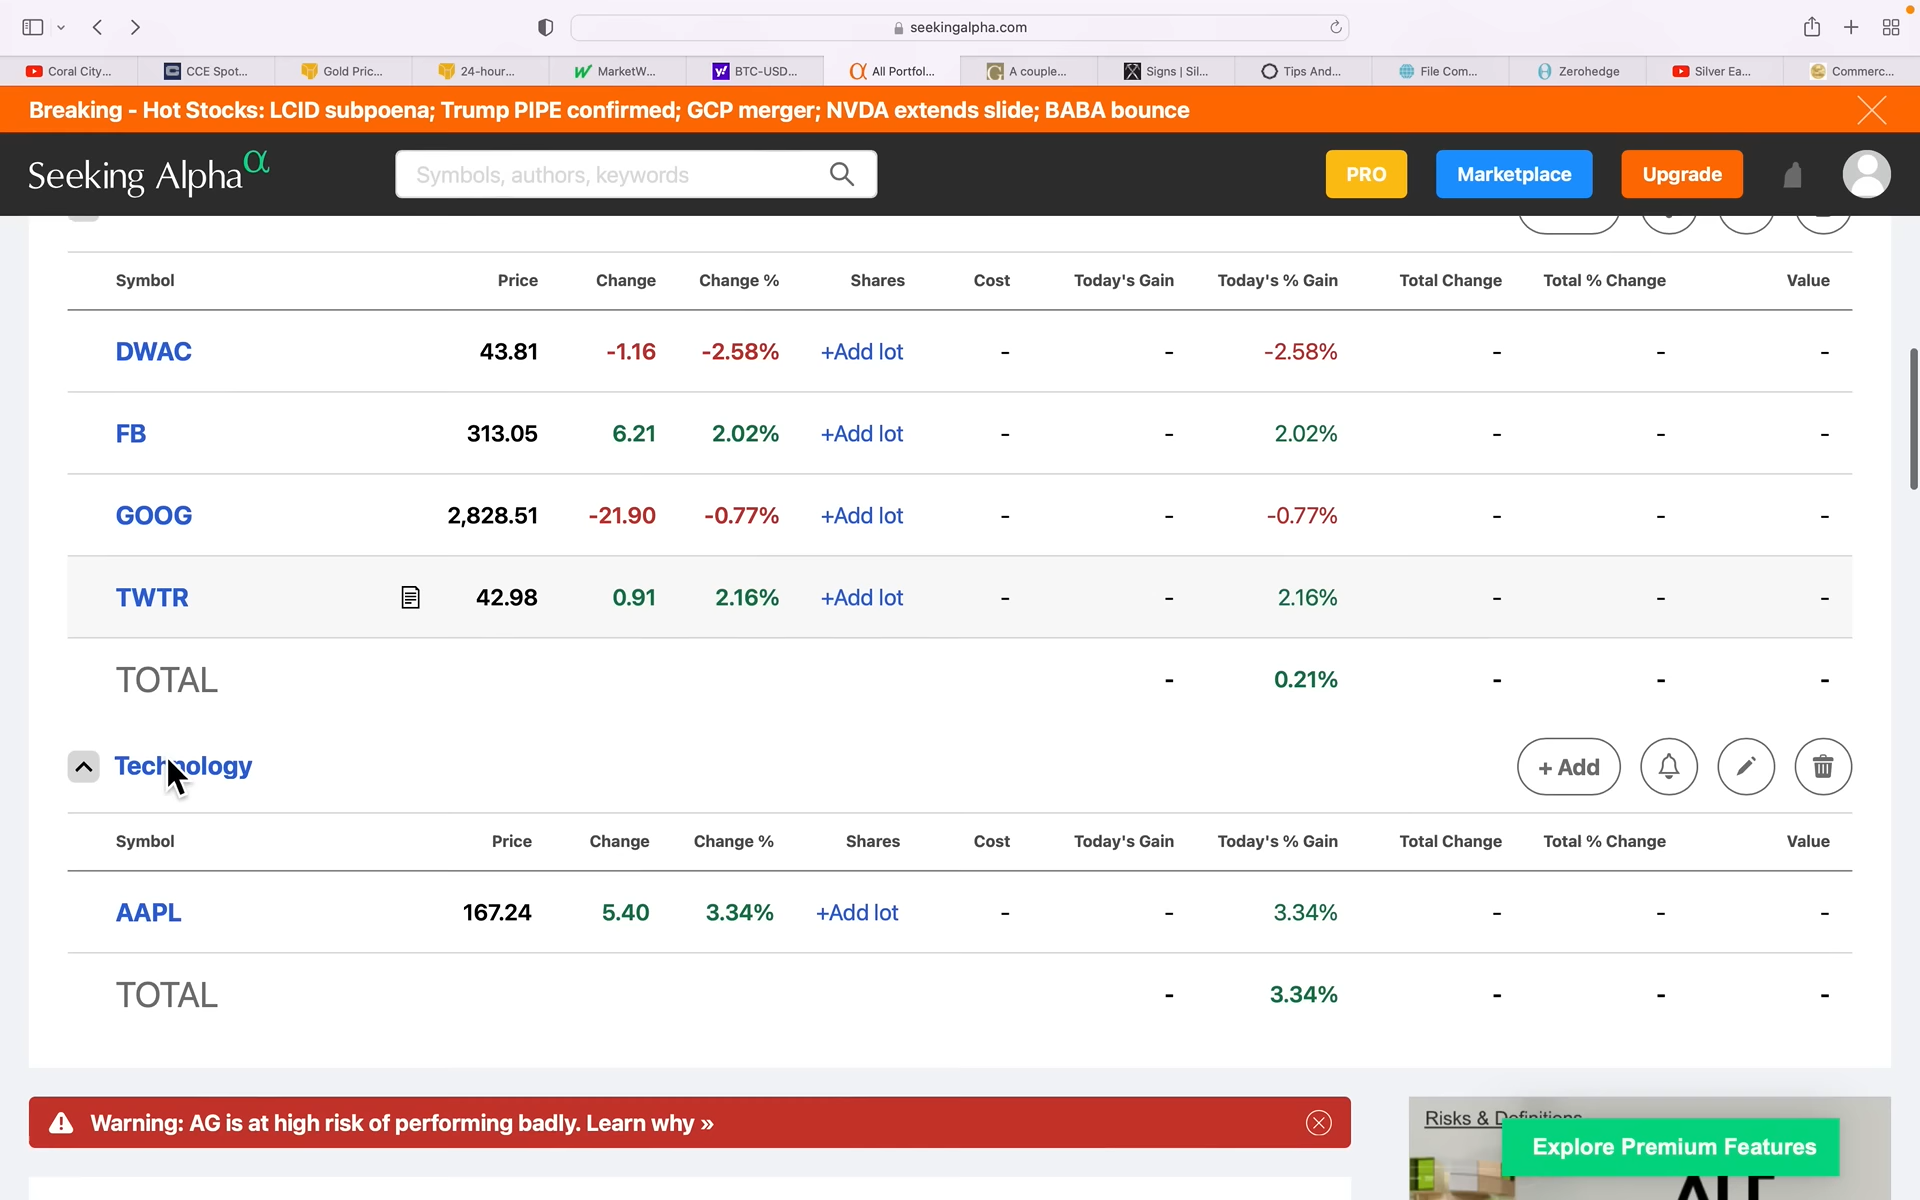 seekingalpha.com
Coral City... CCE Spot... Gold Pric... 24-hour... MarketW... BTC-USD... All Portfol... A couple... Signs | Sil... Tips And... File Com... Zerohedge Silver Ea... Commerc...
Breaking - Hot Stocks: LCID subpoena; Trump PIPE confirmed; GCP merger; NVDA extends slide; BABA bounce
Seeking Alpha α Symbols, authors, keywords PRO Marketplace Upgrade
Symbol Price Change Change % Shares Cost Today's Gain Today's % Gain Total Change Total % Change Value
DWAC 43.81 -1.16 -2.58% +Add lot - - -2.58% - - -
FB 313.05 6.21 2.02% +Add lot - - 2.02% - - -
GOOG 2,828.51 -21.90 -0.77% +Add lot - - -0.77% - - -
TWTR 42.98 0.91 2.16% +Add lot - - 2.16% - - -
TOTAL - 0.21% - - -
Technology + Add
Symbol Price Change Change % Shares Cost Today's Gain Today's % Gain Total Change Total % Change Value
AAPL 167.24 5.40 3.34% +Add lot - - 3.34% - - -
TOTAL - 3.34% - - -
Warning: AG is at high risk of performing badly. Learn why »
Risks & Definitions
Explore Premium Features